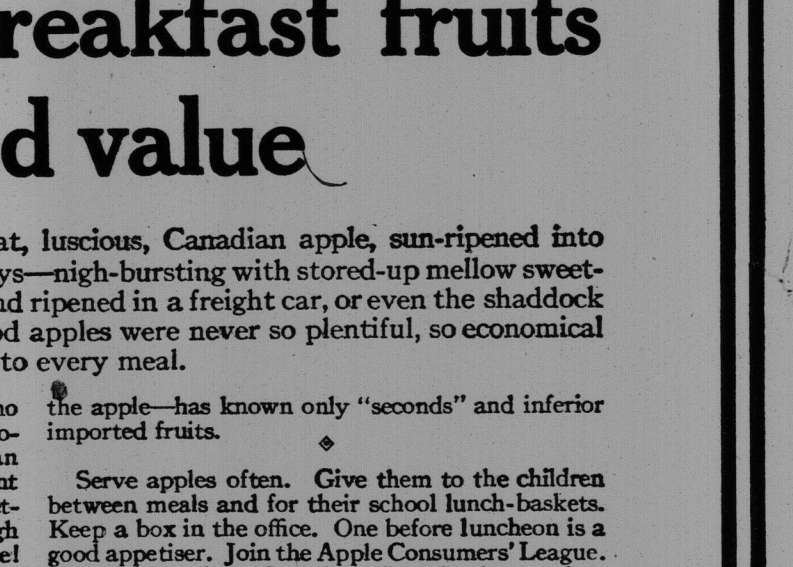 reakfast fruits
d value
at, luscious, Canadian apple, sun-ripened into
ys—nigh-bursting with stored-up mellow sweet-
nd ripened in a freight car, or even the shaddock
od apples were never so plentiful, so economical
to every meal.
no
o-
an
nt
t-
gh
e!
the apple—has known only “seconds” and inferior
imported fruits.
Serve apples often. Give them to the children
between meals and for their school lunch-baskets.
Keep a box in the office. One before luncheon is a
good appetiser. Join the Apple Consumers’ League.